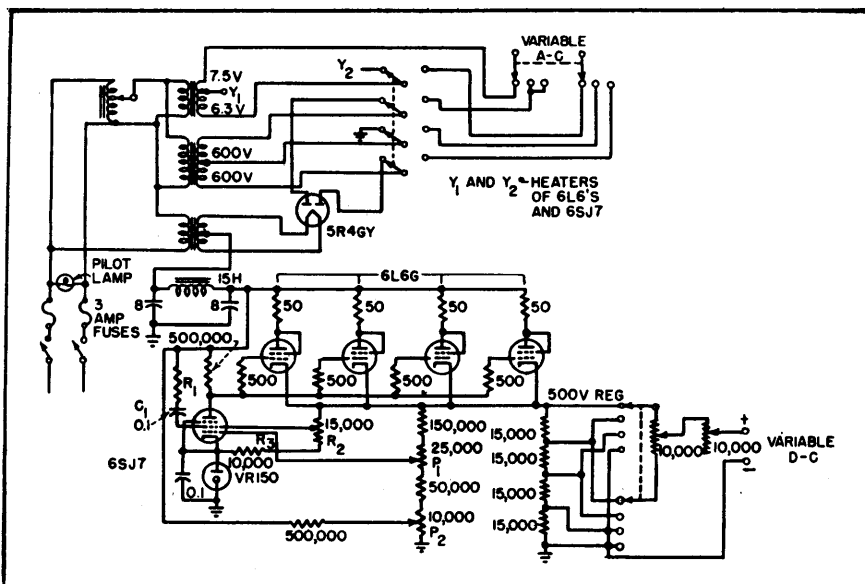 VARIABLE
A-C
7.5V
Y1
6.3V
Y2
600V
600V
5R4GY
Y1 AND Y2-HEATERS
OF 6L6'S
AND 6SJ7
PILOT
LAMP
3
AMP
FUSES
15H
8
8
6L6G
50
50
50
50
500,000
500
500
500
500
R1
C1
0.1
500V REG
15,000
R2
150,000
25,000
P1
50,000
10,000
P2
15,000
15,000
15,000
15,000
10,000
10,000
+
−
VARIABLE
D-C
6SJ7
R3
10,000
VR150
0.1
500,000